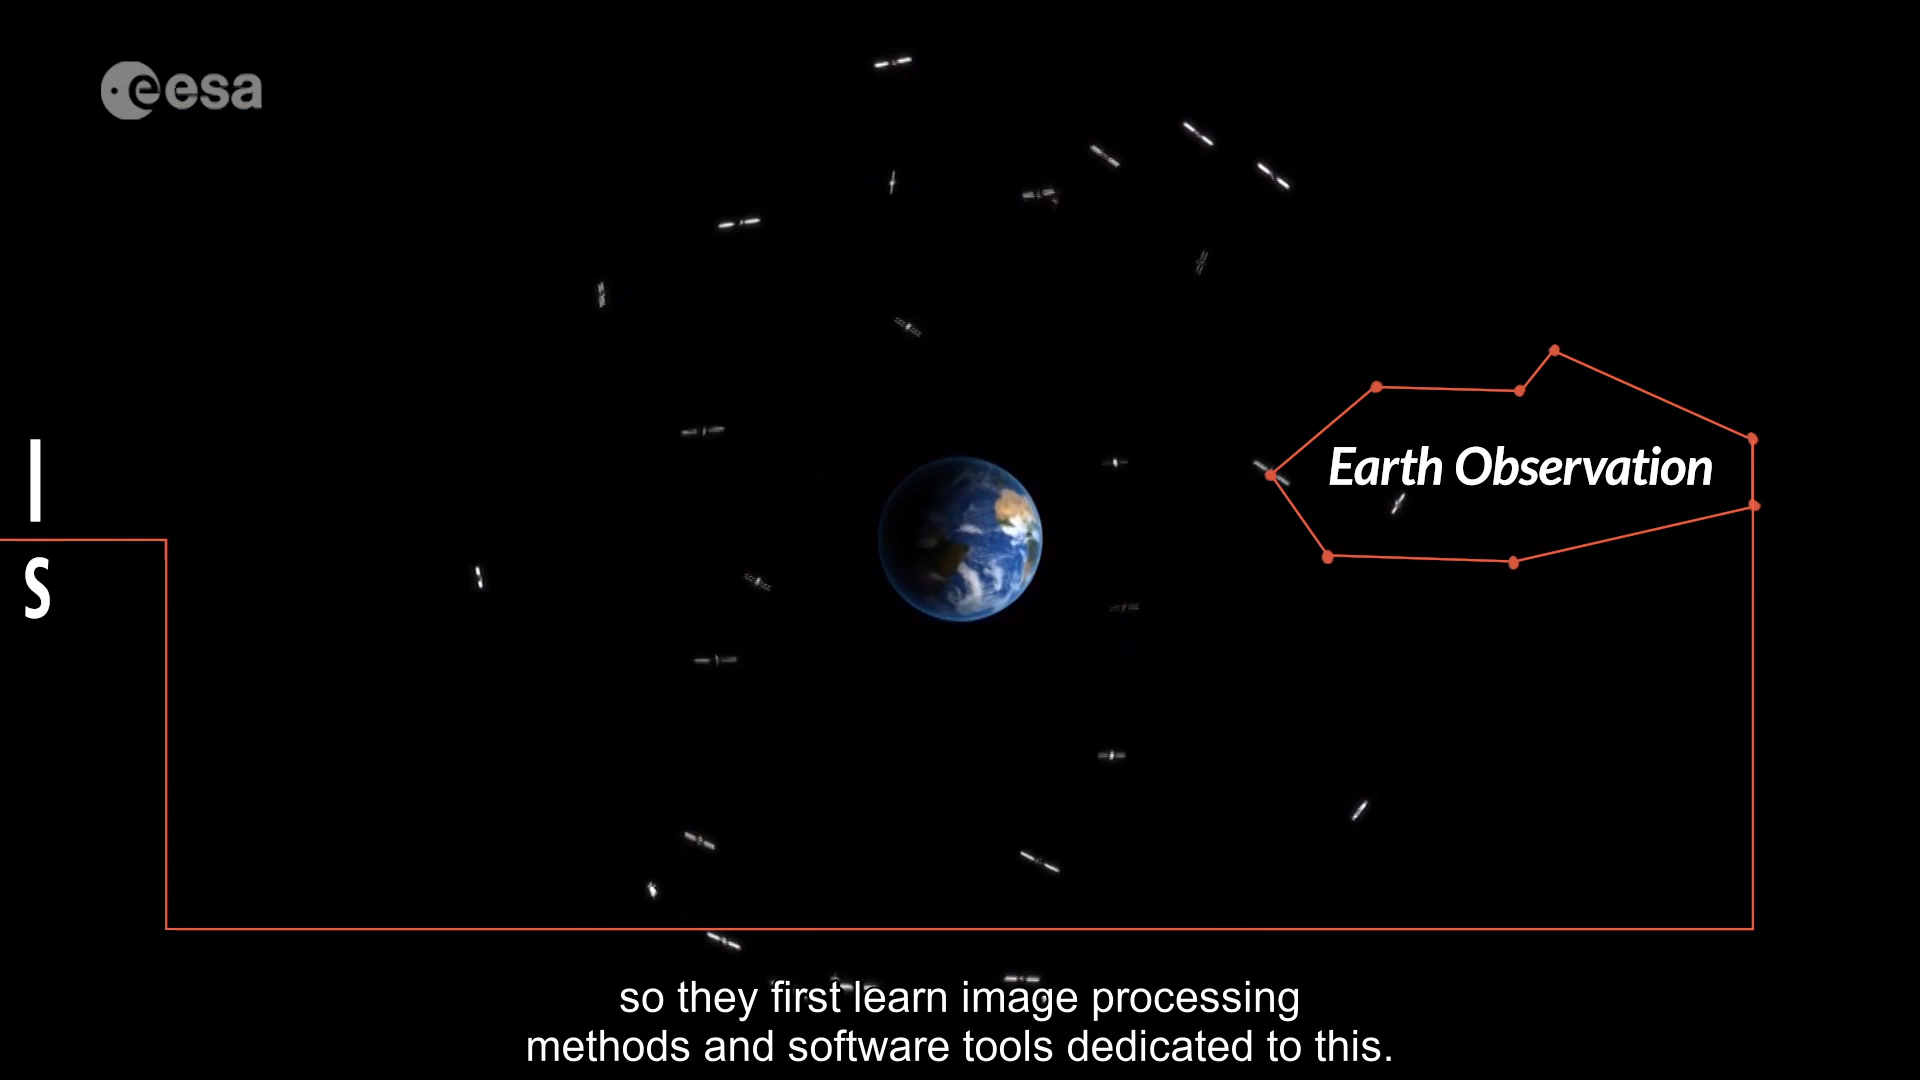 esa
Earth Observation
I
S
so they first learn image processing
methods and software tools dedicated to this.